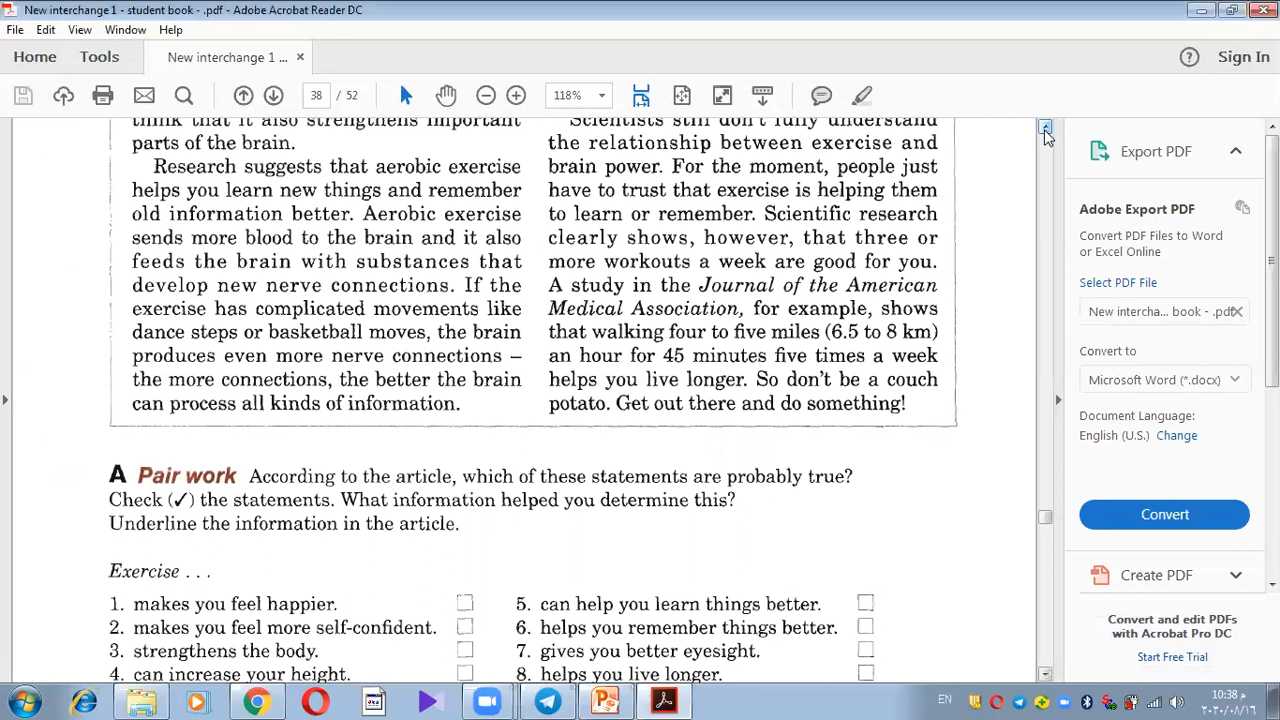 New interchange 1 - student book - .pdf - Adobe Acrobat Reader DC
File Edit View Window Help
Home Tools New interchange 1 ... ×
Sign In
38 / 52 118%
think that it also strengthens important
parts of the brain.
Research suggests that aerobic exercise
helps you learn new things and remember
old information better. Aerobic exercise
sends more blood to the brain and it also
feeds the brain with substances that
develop new nerve connections. If the
exercise has complicated movements like
dance steps or basketball moves, the brain
produces even more nerve connections –
the more connections, the better the brain
can process all kinds of information.
Scientists still don't fully understand
the relationship between exercise and
brain power. For the moment, people just
have to trust that exercise is helping them
to learn or remember. Scientific research
clearly shows, however, that three or
more workouts a week are good for you.
A study in the Journal of the American
Medical Association, for example, shows
that walking four to five miles (6.5 to 8 km)
an hour for 45 minutes five times a week
helps you live longer. So don't be a couch
potato. Get out there and do something!
A Pair work According to the article, which of these statements are probably true?
Check (✓) the statements. What information helped you determine this?
Underline the information in the article.
Exercise . . .
1. makes you feel happier.
2. makes you feel more self-confident.
3. strengthens the body.
4. can increase your height.
5. can help you learn things better.
6. helps you remember things better.
7. gives you better eyesight.
8. helps you live longer.
Export PDF
Adobe Export PDF
Convert PDF Files to Word
or Excel Online
Select PDF File
New intercha... book - .pdf
Convert to
Microsoft Word (*.docx)
Document Language:
English (U.S.) Change
Convert
Create PDF
Convert and edit PDFs
with Acrobat Pro DC
Start Free Trial
EN
10:38 م
٢٠٢٠/٠٨/١٦